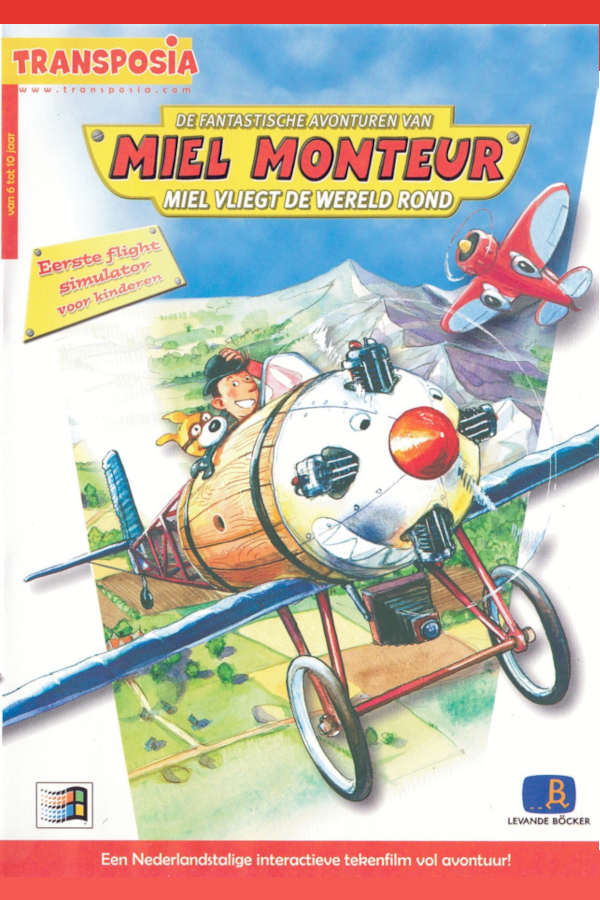 TRANSPOSIA
www.transposia.com
van 6 tot 10 jaar
DE FANTASTISCHE AVONTUREN VAN
MIEL MONTEUR
MIEL VLIEGT DE WERELD ROND
Eerste flight
simulator
voor kinderen
B
LEVANDE BÖCKER
Een Nederlandstalige interactieve tekenfilm vol avontuur!